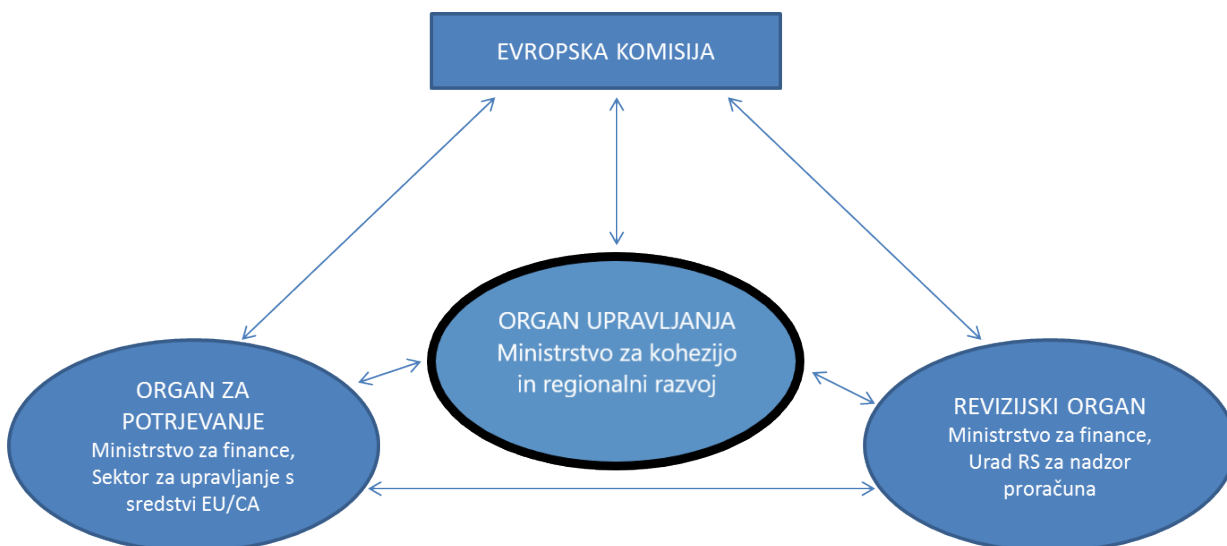 EVROPSKA KOMISIJA
ORGAN UPRAVLJANJA
Ministrstvo za kohezijo
in regionalni razvoj
ORGAN ZA
POTRJEVANJE
Ministrstvo za finance,
Sektor za upravljanje s
sredstvi EU/CA
REVIZIJSKI ORGAN
Ministrstvo za finance,
Urad RS za nadzor
proračuna